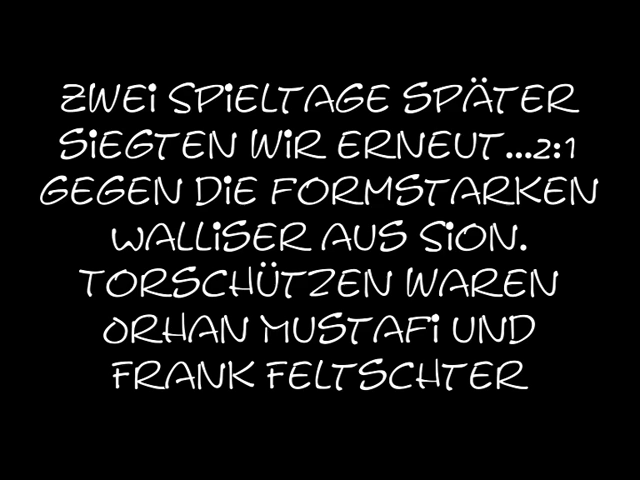 ZWEI SPIELTAGE SPÄTER
SIEGTEN WIR ERNEUT...2:1
GEGEN DIE FORMSTARKEN
WALLISER AUS SION.
TORSCHÜTZEN WAREN
ORHAN MUSTAFI UND
FRANK FELTSCHTER